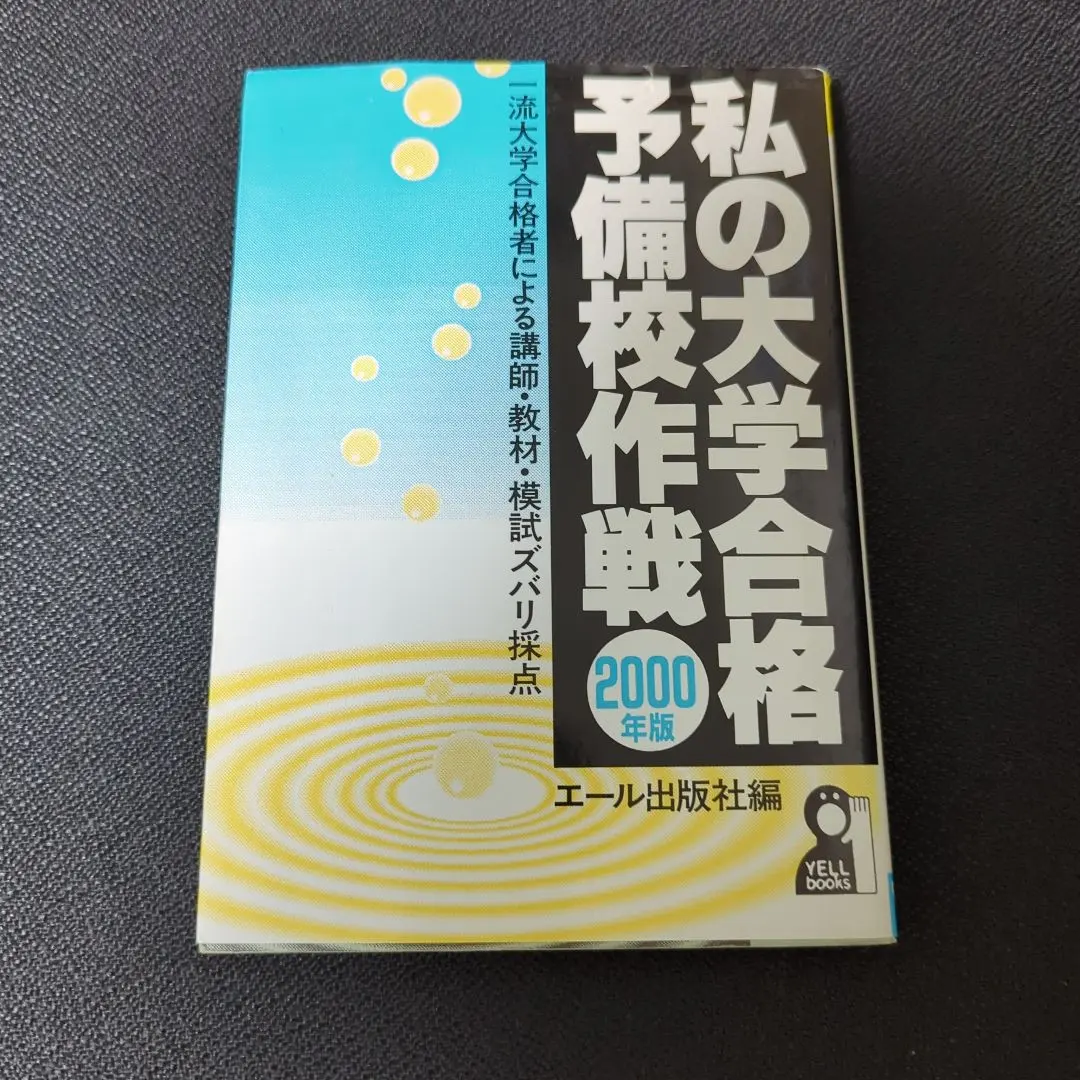 私の大学合格
予備校作戦
2000
年版
一流大学合格者による講師・教材・模試ズバリ採点
エール出版社編
YELL
books